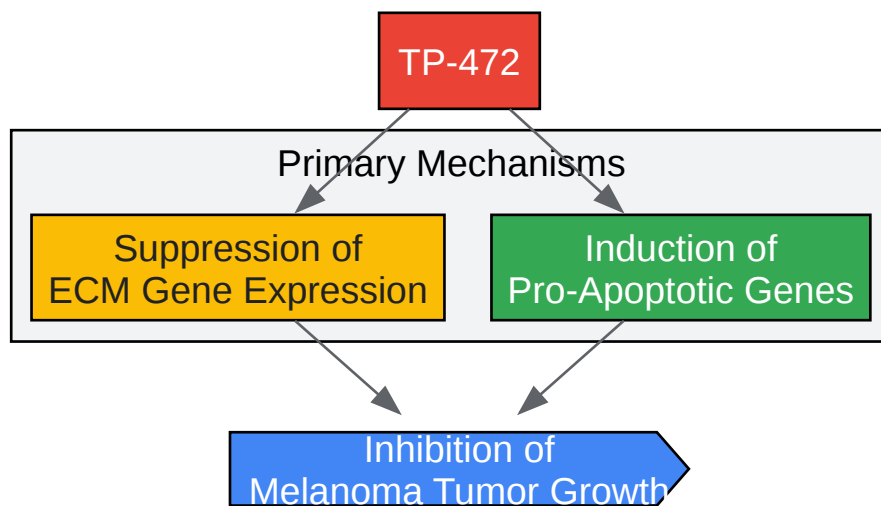 TP-472
Primary Mechanisms
Suppression of
ECM Gene Expression
Induction of
Pro-Apoptotic Genes
Inhibition of
Melanoma Tumor Growth